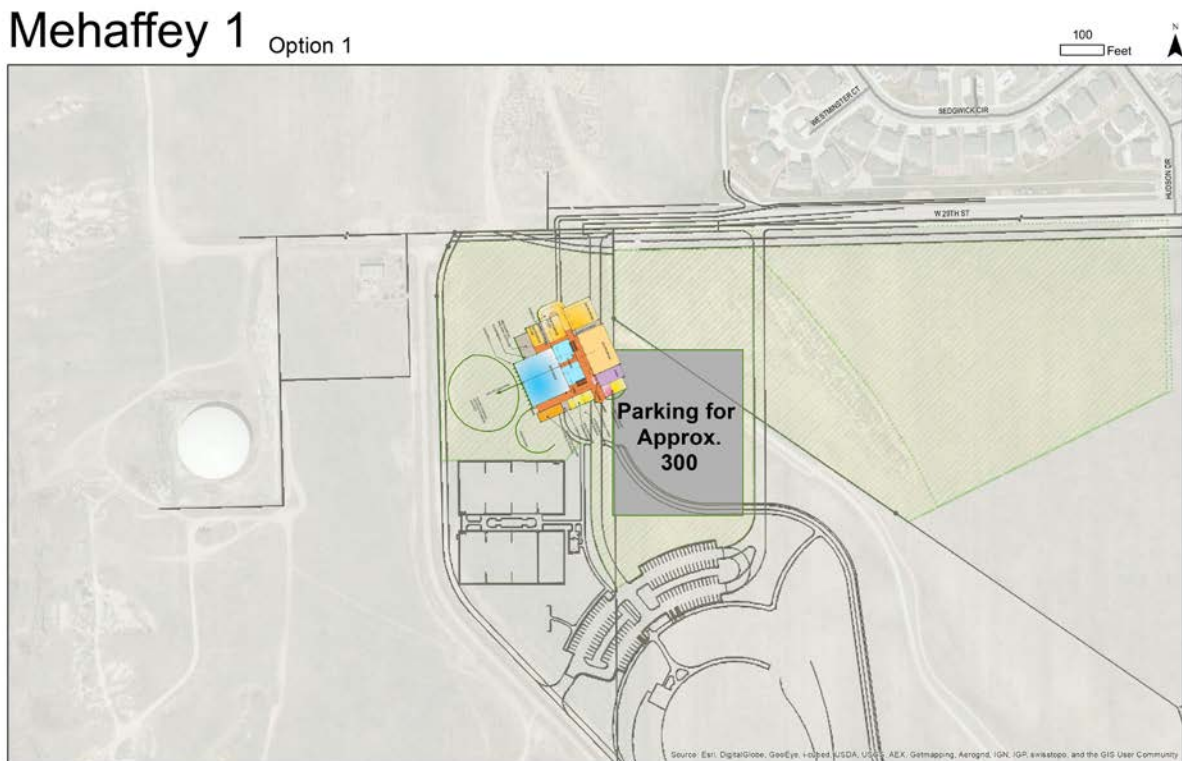 Mehaffey 1 Option 1
100
Feet
N
WESTMINSTER CT
SEDGWICK CIR
HUDSON DR
W 29TH ST
Parking for
Approx.
300
Source: Esri, DigitalGlobe, GeoEye, i-cubed, USDA, USGS, AEX, Getmapping, Aerogrid, IGN, IGP, swisstopo, and the GIS User Community